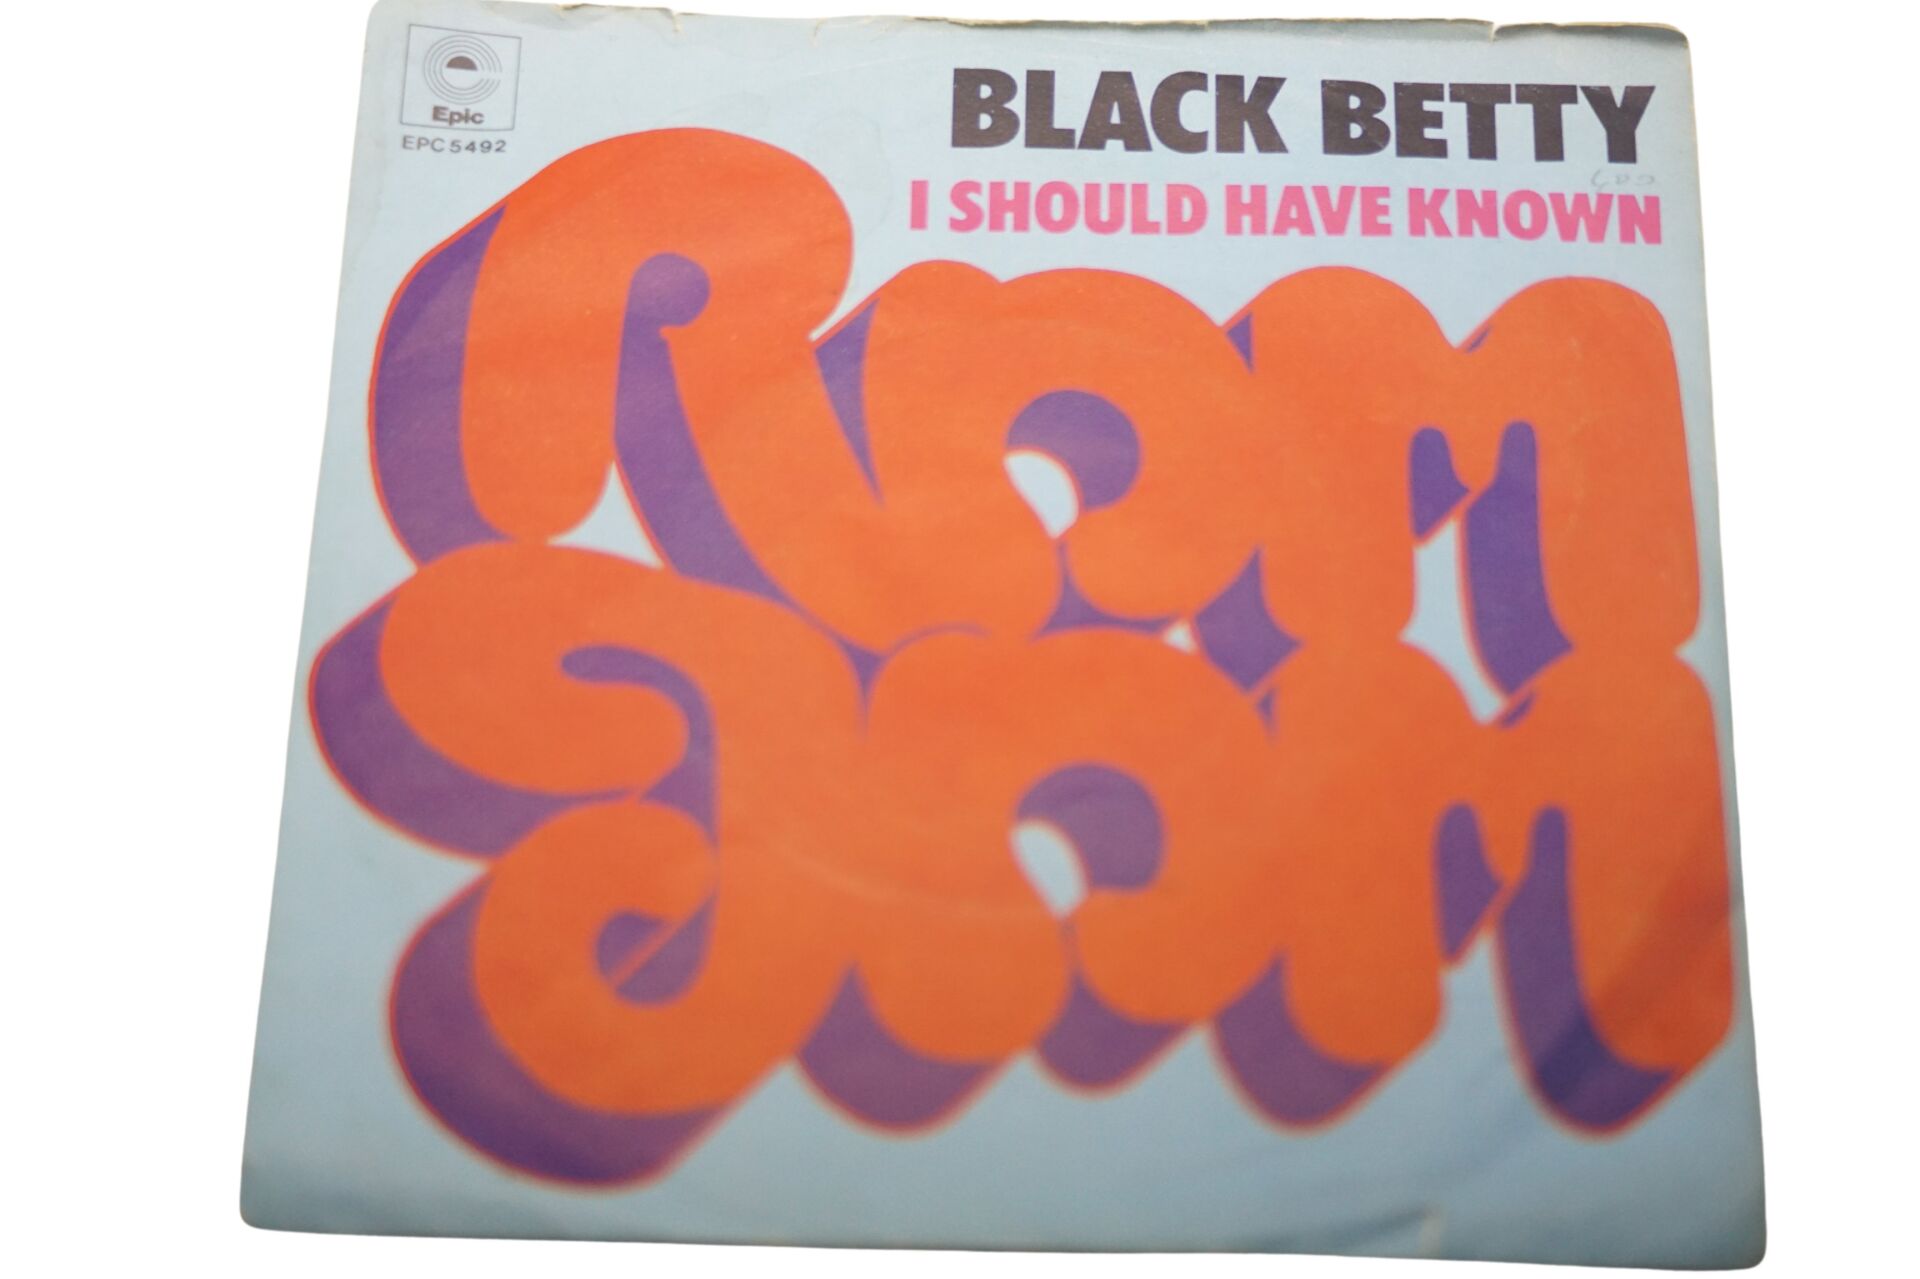 Epic
EPC 5492
BLACK BETTY
I SHOULD HAVE KNOWN
Ram
Jam